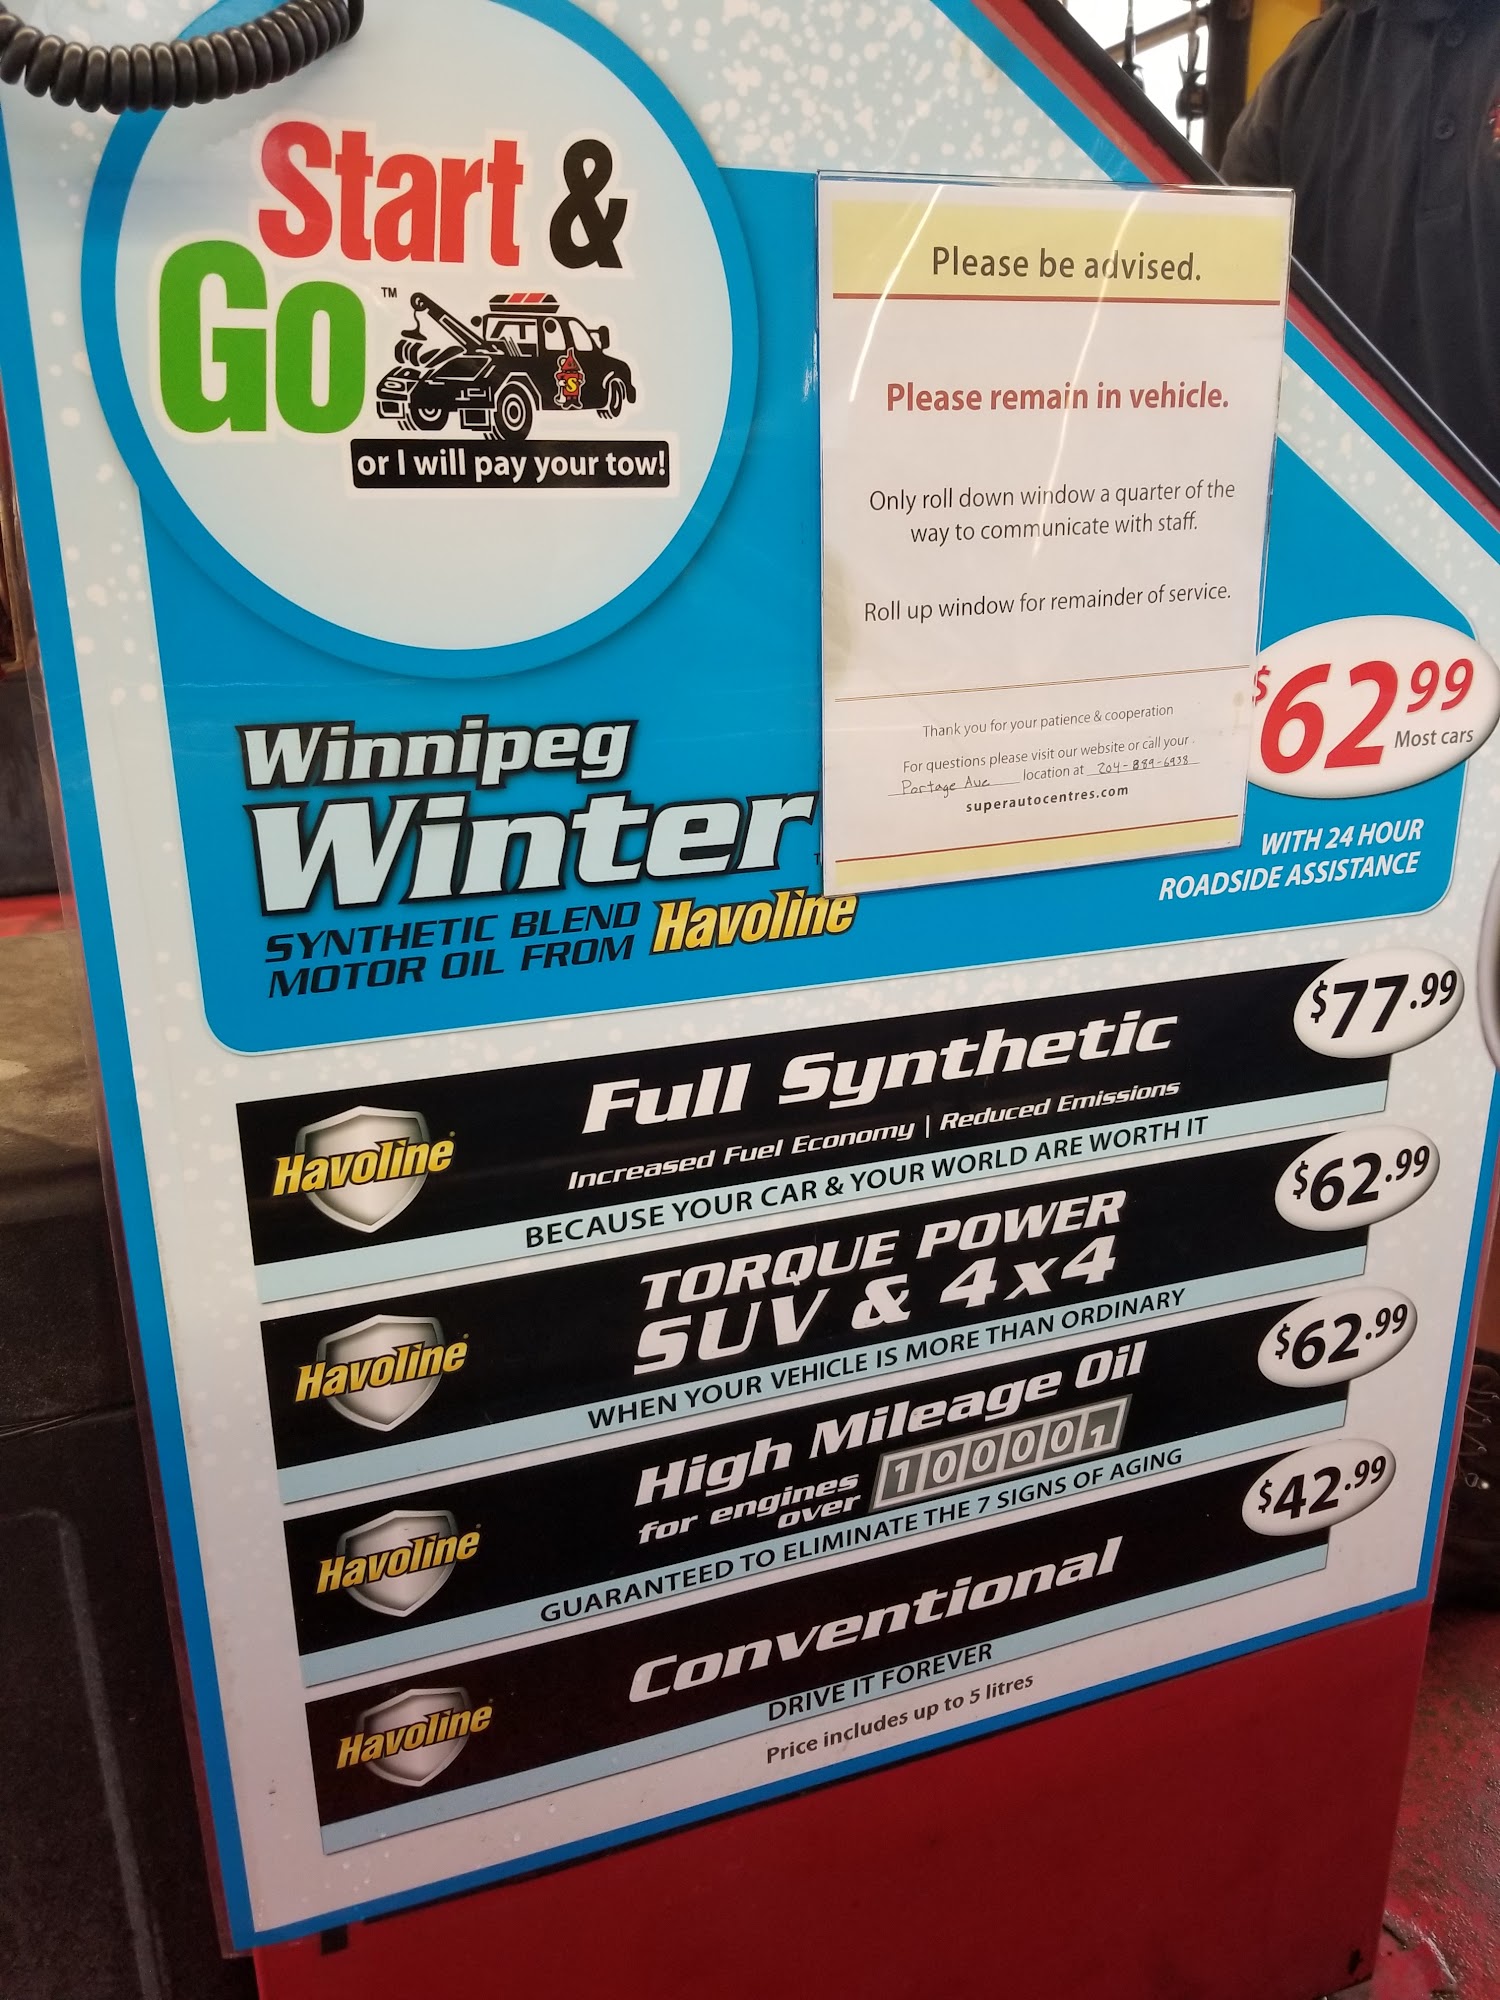 Start &
Go™
S
or I will pay your tow!
Please be advised.
Please remain in vehicle.
Only roll down window a quarter of the
way to communicate with staff.
Roll up window for remainder of service.
Thank you for your patience & cooperation
For questions please visit our website or call your
Portage Ave location at 204-889-6938
superautocentres.com
$62 99
Most cars
WITH 24 HOUR
ROADSIDE ASSISTANCE
Winnipeg
Winter
SYNTHETIC BLEND
MOTOR OIL FROM Havoline
$77.99
Havoline
Full Synthetic
Increased Fuel Economy | Reduced Emissions
BECAUSE YOUR CAR & YOUR WORLD ARE WORTH IT
$62.99
Havoline
TORQUE POWER
SUV & 4x4
WHEN YOUR VEHICLE IS MORE THAN ORDINARY
$62.99
Havoline
High Mileage Oil
for engines
over 100001
GUARANTEED TO ELIMINATE THE 7 SIGNS OF AGING
$42.99
Havoline
Conventional
DRIVE IT FOREVER
Price includes up to 5 litres